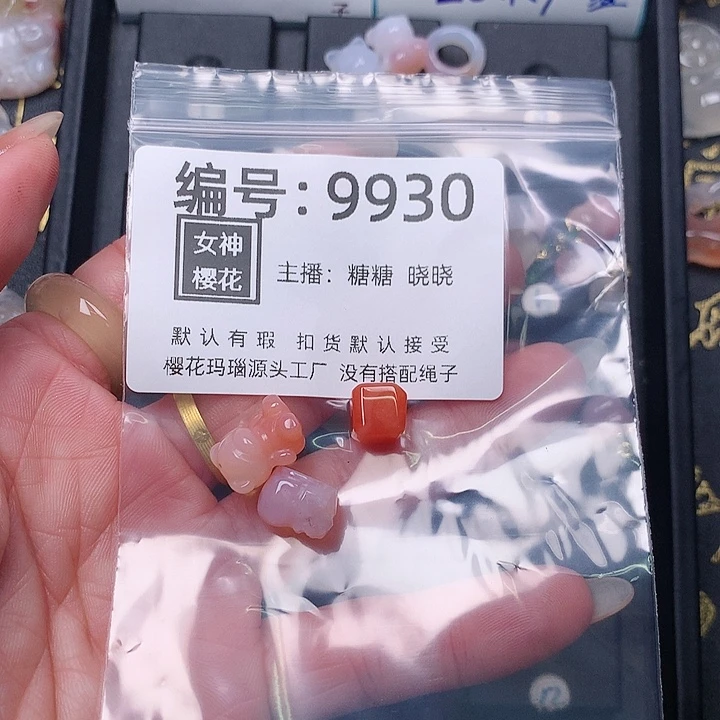 编号:9930
女神
樱花
主播: 糖糖 晓晓
默认有瑕 扣货默认接受
樱花玛瑙源头工厂 没有搭配绳子